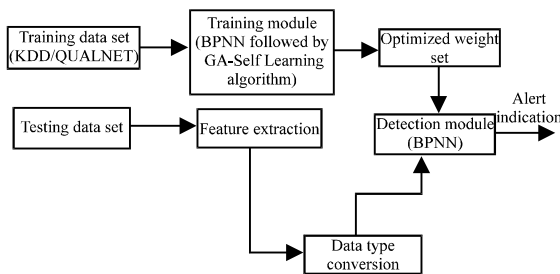 Training data set
(KDD/QUALNET)
Training module
(BPNN followed by
GA-Self Learning
algorithm)
Optimized weight
set
Testing data set
Feature extraction
Detection module
(BPNN)
Alert
indication
Data type
conversion